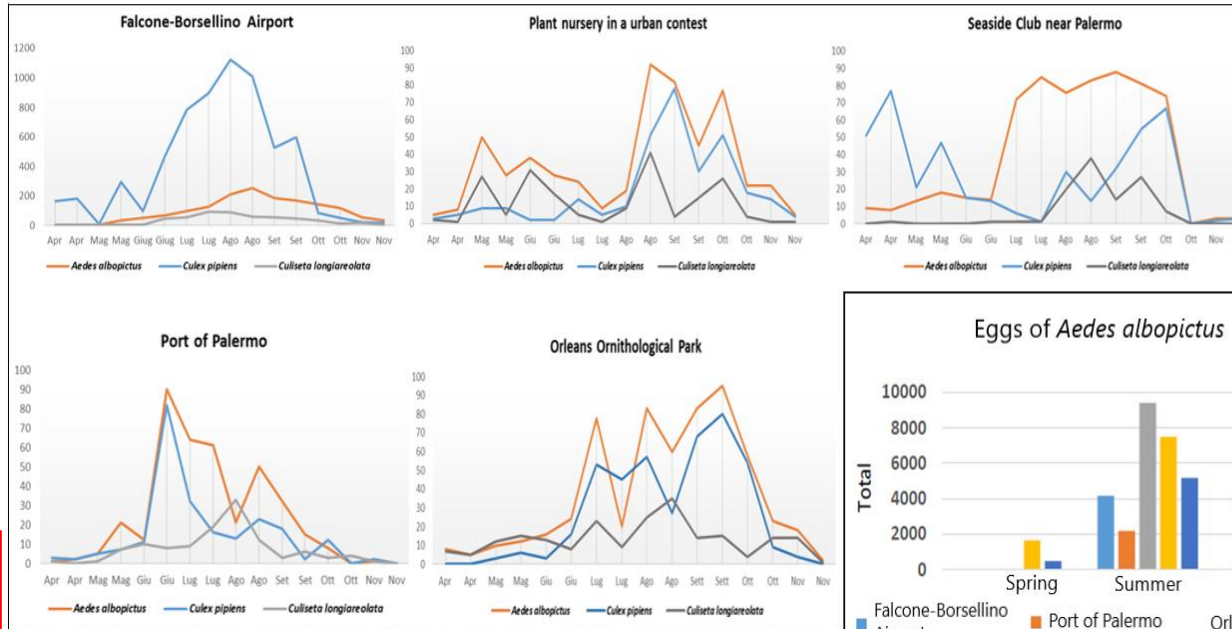 Falcone-Borsellino Airport
1200
1000
800
600
400
200
0
Apr Apr Mag Mag Giug Giug Lug Lug Ago Ago Set Set Ott Ott Nov Nov
Aedes albopictus Culex pipiens Culiseta longiareolata
Plant nursery in a urban contest
100
90
80
70
60
50
40
30
20
10
0
Apr Apr Mag Mag Giu Giu Lug Lug Ago Ago Set Set Ott Ott Nov Nov
Aedes albopictus Culex pipiens Culiseta longiareolata
Seaside Club near Palermo
100
90
80
70
60
50
40
30
20
10
0
Apr Apr Mag Mag Giu Giu Lug Lug Ago Ago Set Set Ott Ott Nov
Aedes albopictus Culex pipiens Culiseta longiareolata
Port of Palermo
100
90
80
70
60
50
40
30
20
10
0
Apr Apr Mag Mag Giu Giu Lug Lug Ago Ago Set Set Ott Ott Nov Nov
Aedes albopictus Culex pipiens Culiseta longiareolata
Orleans Ornithological Park
100
90
80
70
60
50
40
30
20
10
0
Apr Apr Mag Mag Giu Giu Lug Lug Ago Ago Sett Sett Ott Ott Nov Nov
Aedes albopictus Culex pipiens Culiseta longiareolata
Eggs of Aedes albopictus
Total
10000
8000
6000
4000
2000
0
Spring Summer
Falcone-Borsellino
Port of Palermo